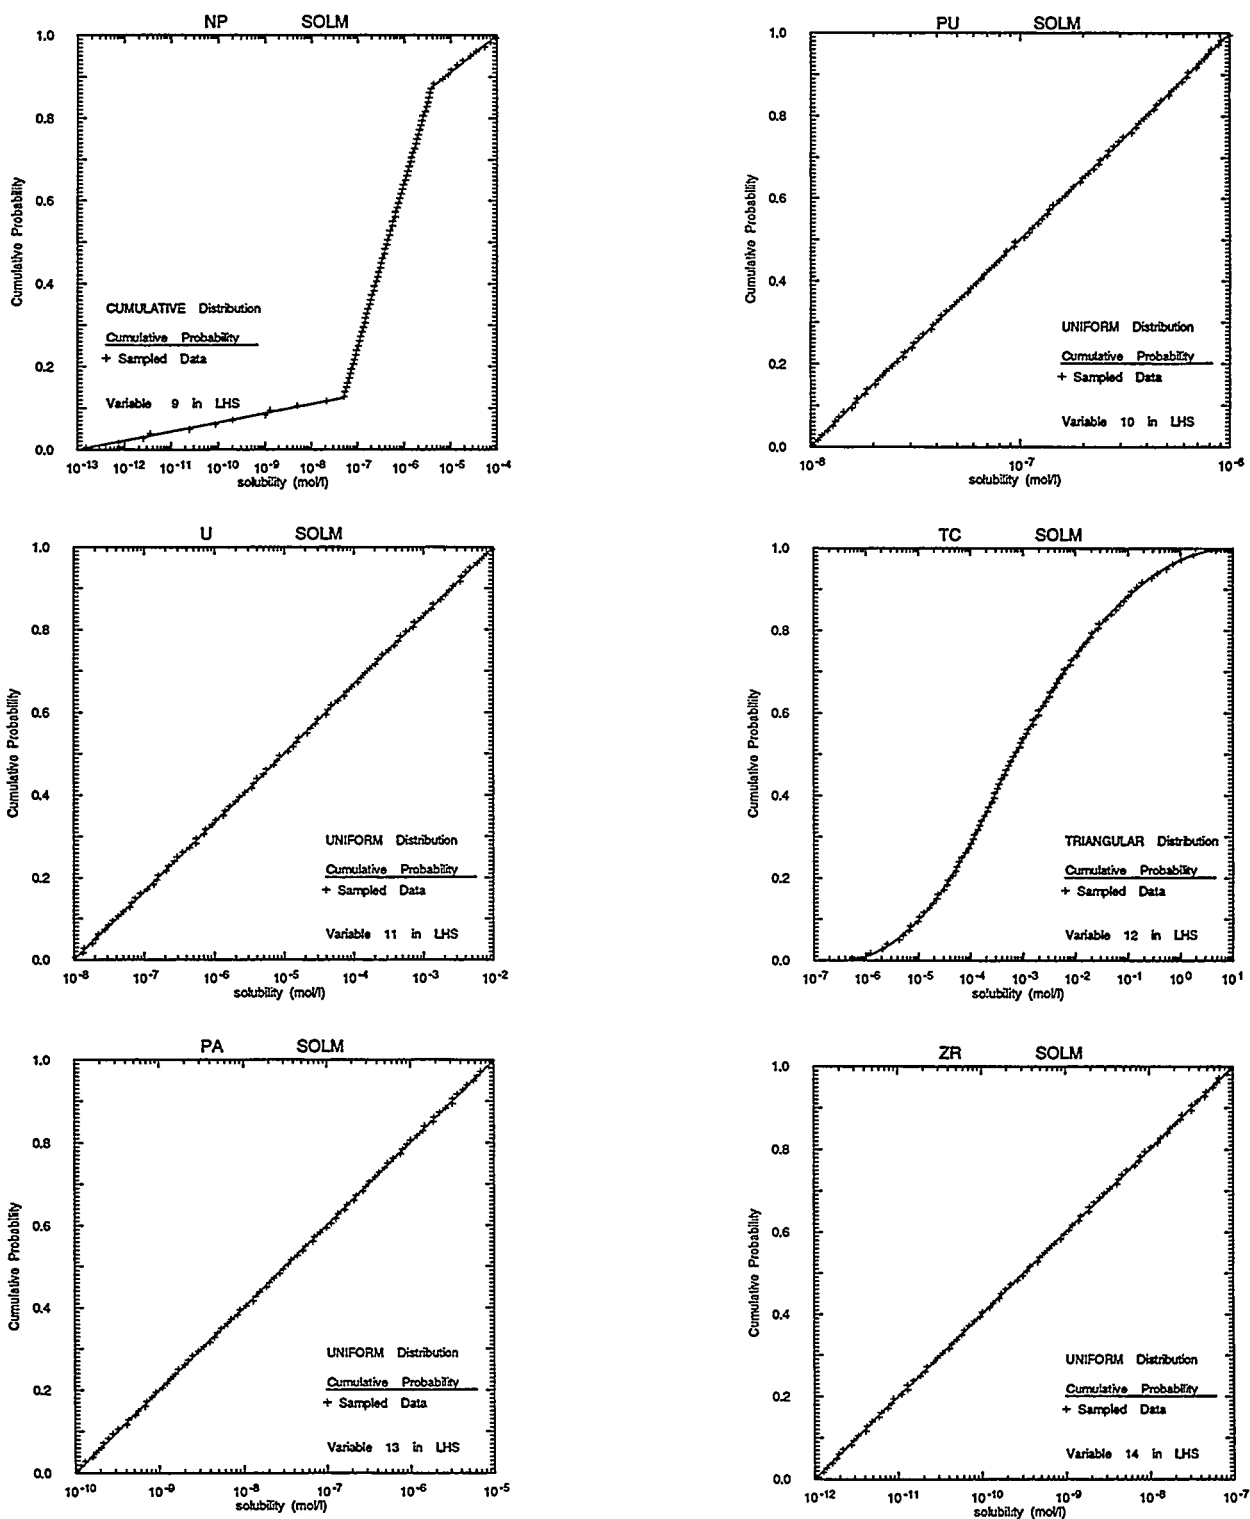 NP SOLM
1.0
0.8
0.6
0.4
0.2
0.0
Cumulative Probability
CUMULATIVE Distribution
Cumulative Probability
+ Sampled Data
Variable 9 in LHS
10-13 10-12 10-11 10-10 10-9 10-8 10-7 10-6 10-5 10-4
solubility (mol/l)
PU SOLM
1.0
0.8
0.6
0.4
0.2
0.0
Cumulative Probability
UNIFORM Distribution
Cumulative Probability
+ Sampled Data
Variable 10 in LHS
10-8 10-7 10-6
solubility (mol/l)
U SOLM
1.0
0.8
0.6
0.4
0.2
0.0
Cumulative Probability
UNIFORM Distribution
Cumulative Probability
+ Sampled Data
Variable 11 in LHS
10-8 10-7 10-6 10-5 10-4 10-3 10-2
solubility (mol/l)
TC SOLM
1.0
0.8
0.6
0.4
0.2
0.0
Cumulative Probability
TRIANGULAR Distribution
Cumulative Probability
+ Sampled Data
Variable 12 in LHS
10-7 10-6 10-5 10-4 10-3 10-2 10-1 100 101
solubility (mol/l)
PA SOLM
1.0
0.8
0.6
0.4
0.2
0.0
Cumulative Probability
UNIFORM Distribution
Cumulative Probability
+ Sampled Data
Variable 13 in LHS
10-10 10-9 10-8 10-7 10-6 10-5
solubility (mol/l)
ZR SOLM
1.0
0.8
0.6
0.4
0.2
0.0
Cumulative Probability
UNIFORM Distribution
Cumulative Probability
+ Sampled Data
Variable 14 in LHS
10-12 10-11 10-10 10-9 10-8 10-7
solubility (mol/l)